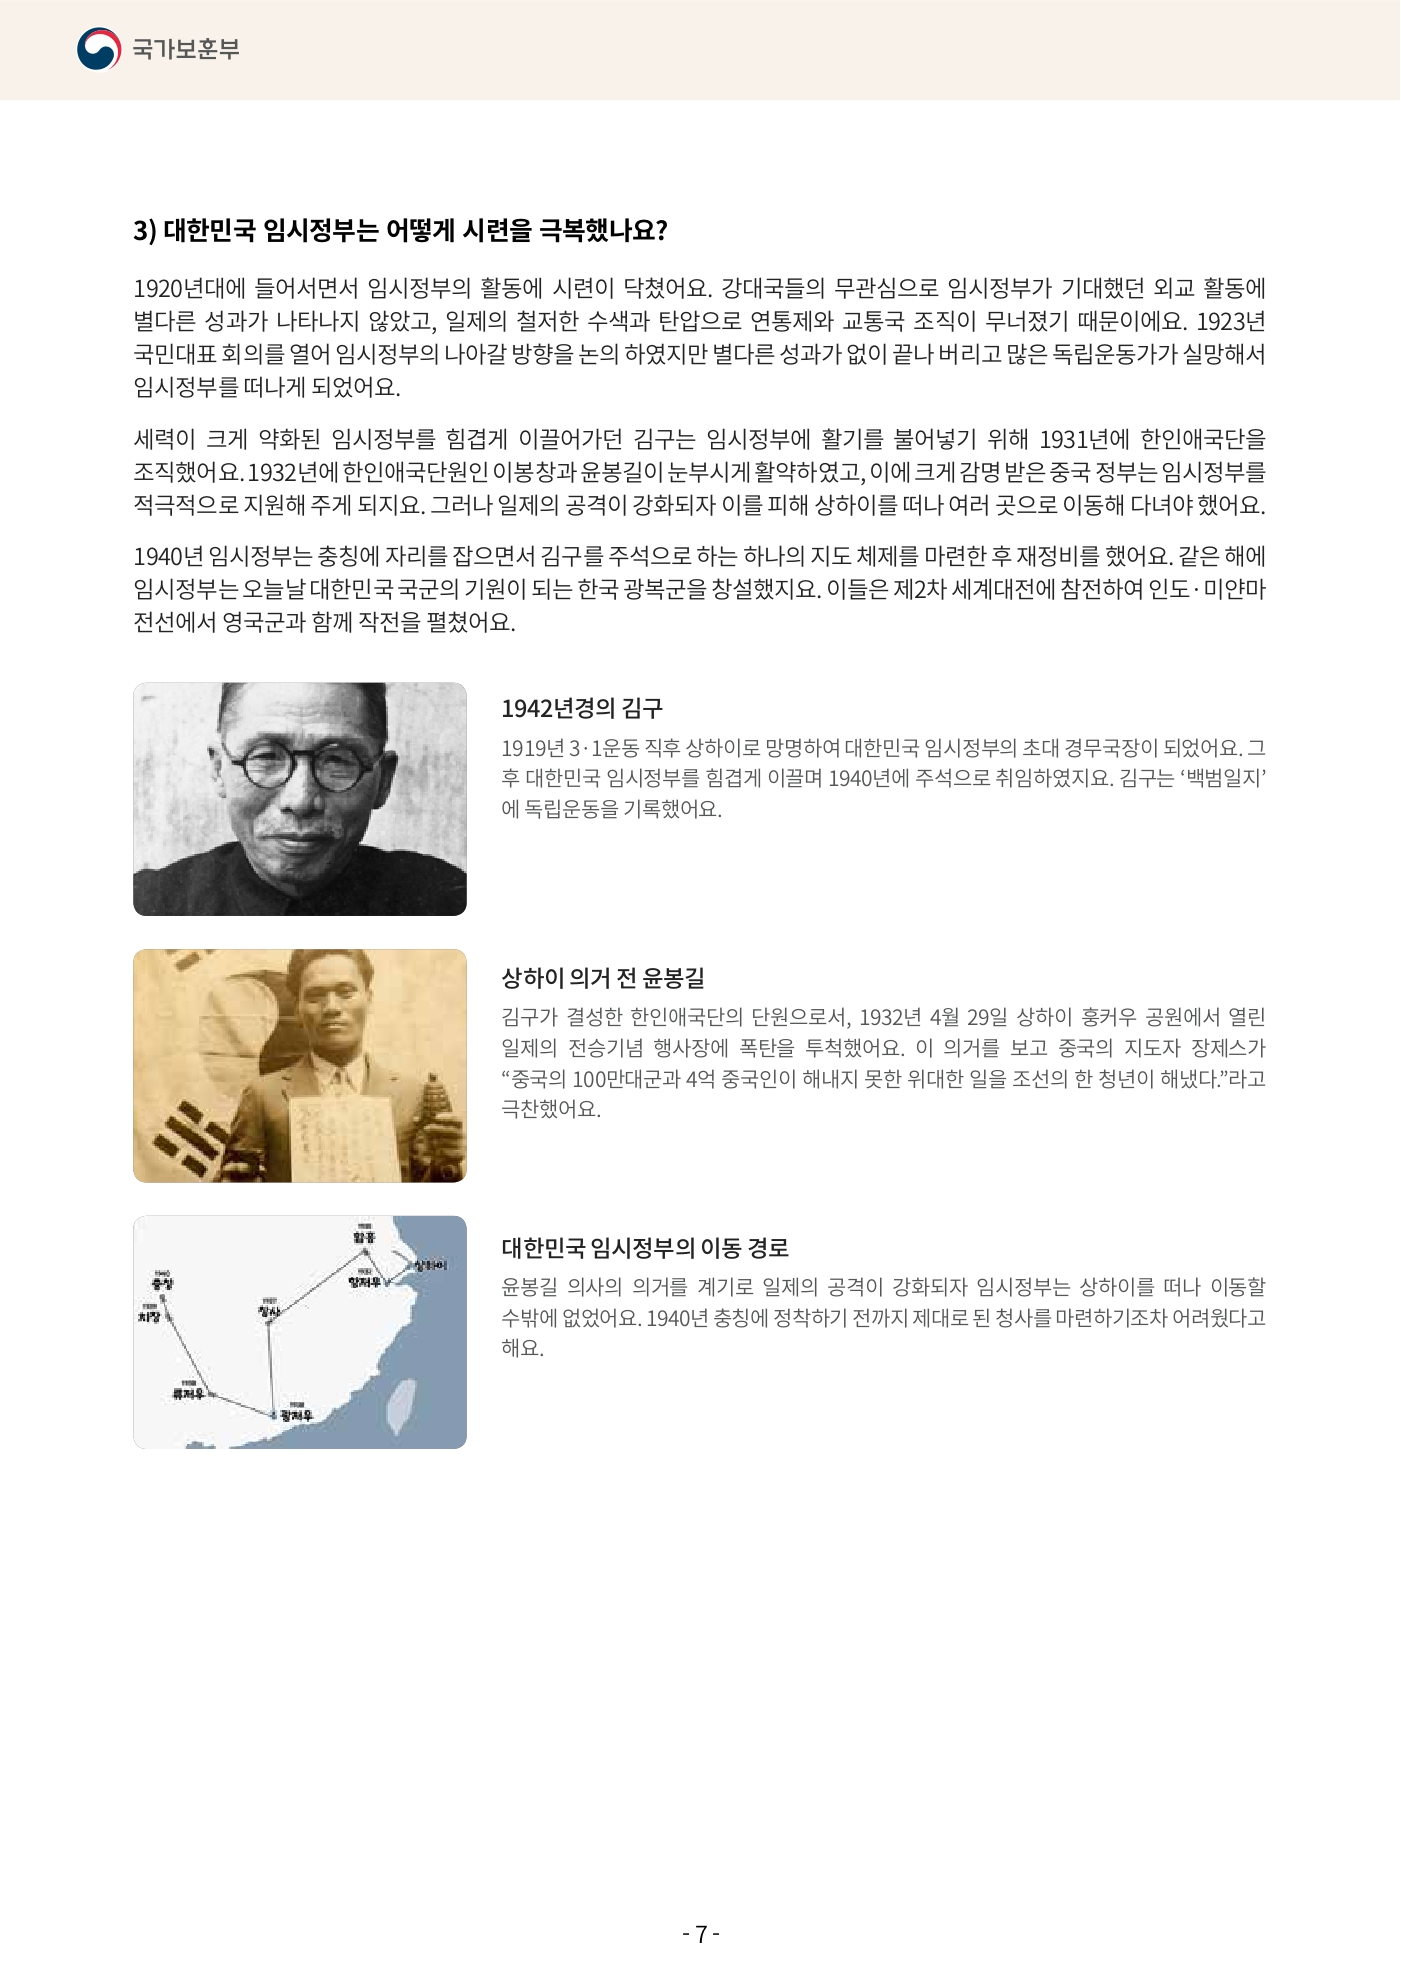 국가보훈부
3) 대한민국 임시정부는 어떻게 시련을 극복했나요?
1920년대에 들어서면서 임시정부의 활동에 시련이 닥쳤어요. 강대국들의 무관심으로 임시정부가 기대했던 외교 활동에
별다른 성과가 나타나지 않았고, 일제의 철저한 수색과 탄압으로 연통제와 교통국 조직이 무너졌기 때문이에요. 1923년
국민대표 회의를 열어 임시정부의 나아갈 방향을 논의 하였지만 별다른 성과가 없이 끝나 버리고 많은 독립운동가가 실망해서
임시정부를 떠나게 되었어요.
세력이 크게 약화된 임시정부를 힘겹게 이끌어가던 김구는 임시정부에 활기를 불어넣기 위해 1931년에 한인애국단을
조직했어요. 1932년에 한인애국단원인 이봉창과 윤봉길이 눈부시게 활약하였고, 이에 크게 감명 받은 중국 정부는 임시정부를
적극적으로 지원해 주게 되지요. 그러나 일제의 공격이 강화되자 이를 피해 상하이를 떠나 여러 곳으로 이동해 다녀야 했어요.
1940년 임시정부는 충칭에 자리를 잡으면서 김구를 주석으로 하는 하나의 지도 체제를 마련한 후 재정비를 했어요. 같은 해에
임시정부는 오늘날 대한민국 국군의 기원이 되는 한국 광복군을 창설했지요. 이들은 제2차 세계대전에 참전하여 인도·미얀마
전선에서 영국군과 함께 작전을 펼쳤어요.
1942년경의 김구
1919년 3·1운동 직후 상하이로 망명하여 대한민국 임시정부의 초대 경무국장이 되었어요. 그
후 대한민국 임시정부를 힘겹게 이끌며 1940년에 주석으로 취임하였지요. 김구는 ‘백범일지’
에 독립운동을 기록했어요.
상하이 의거 전 윤봉길
김구가 결성한 한인애국단의 단원으로서, 1932년 4월 29일 상하이 훙커우 공원에서 열린
일제의 전승기념 행사장에 폭탄을 투척했어요. 이 의거를 보고 중국의 지도자 장제스가
“중국의 100만대군과 4억 중국인이 해내지 못한 위대한 일을 조선의 한 청년이 해냈다.”라고
극찬했어요.
대한민국 임시정부의 이동 경로
윤봉길 의사의 의거를 계기로 일제의 공격이 강화되자 임시정부는 상하이를 떠나 이동할
수밖에 없었어요. 1940년 충칭에 정착하기 전까지 제대로 된 청사를 마련하기조차 어려웠다고
해요.
상하이
항저우
충칭
치장
창사
류저우
광저우
- 7 -